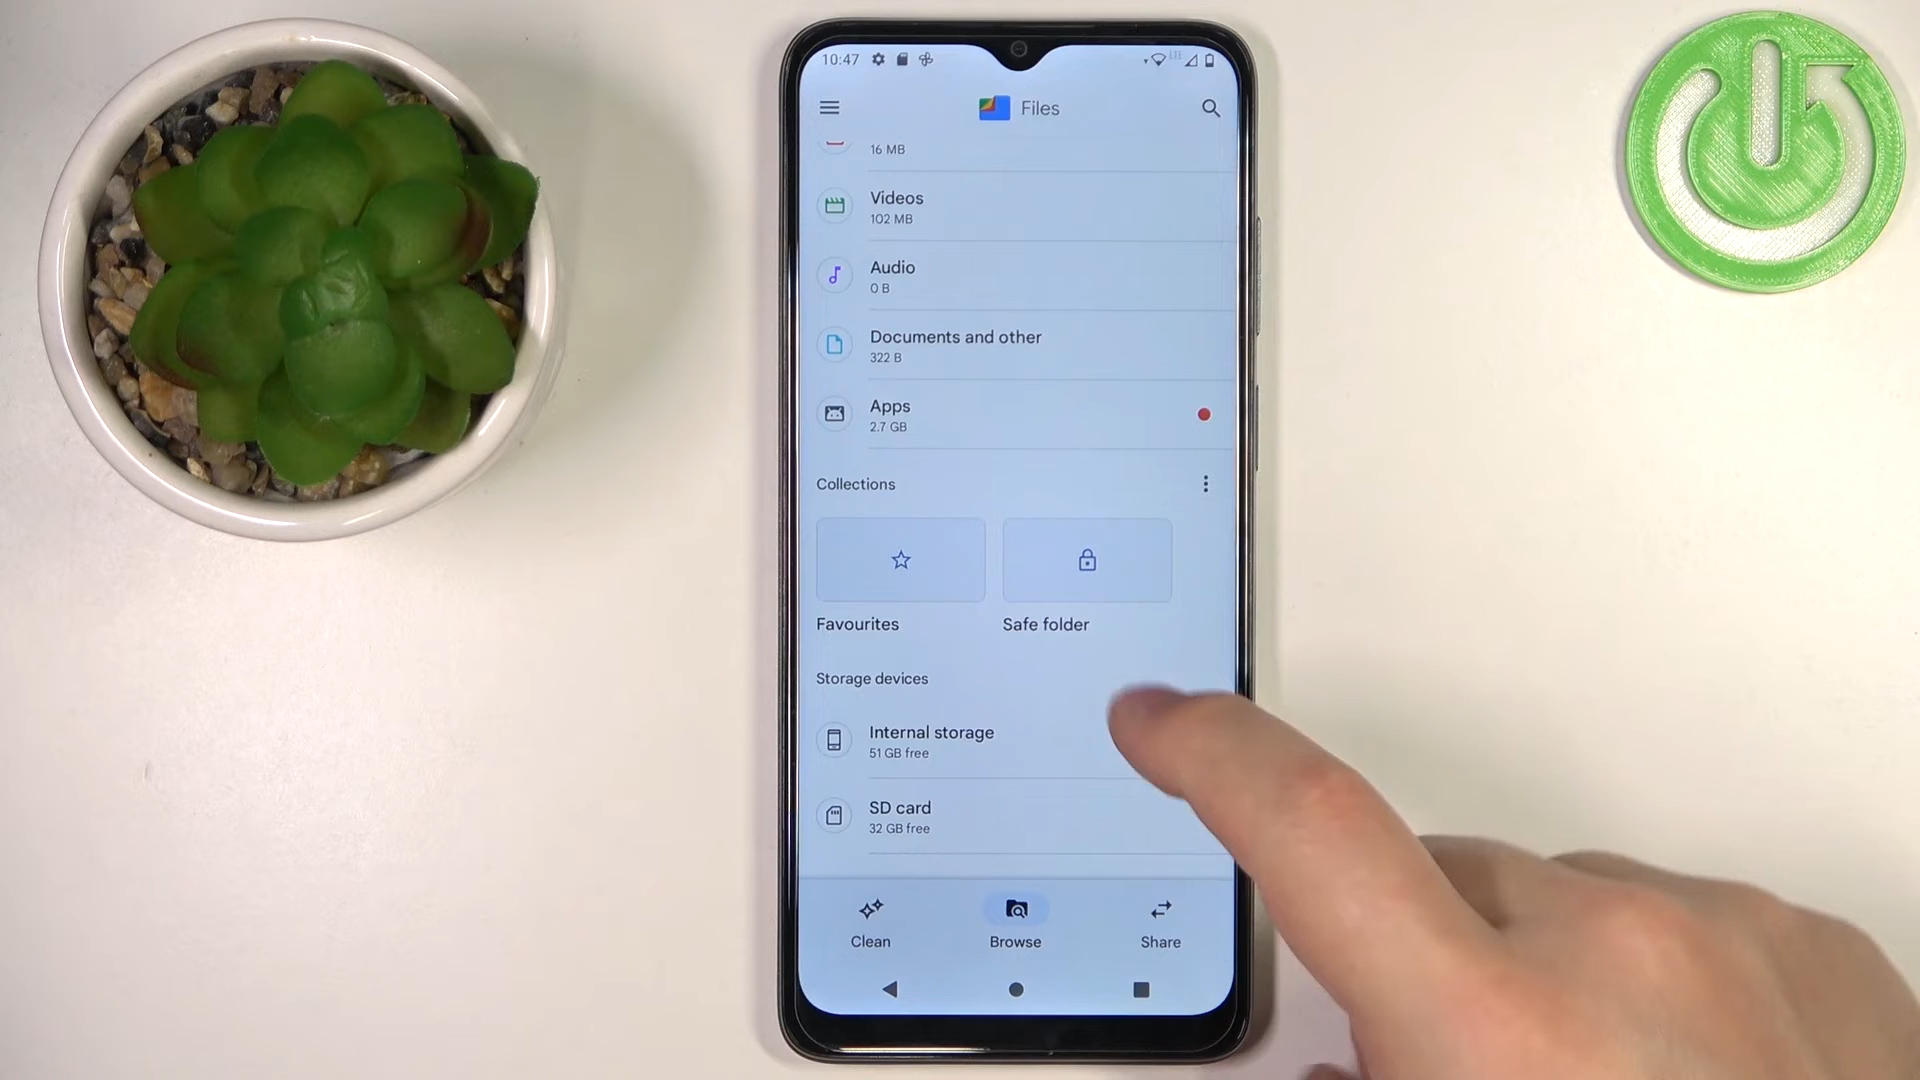 10:47
LTE
Files
16 MB
Videos
102 MB
Audio
0 B
Documents and other
322 B
Apps
2.7 GB
Collections
Favourites
Safe folder
Storage devices
Internal storage
51 GB free
SD card
32 GB free
Clean
Browse
Share